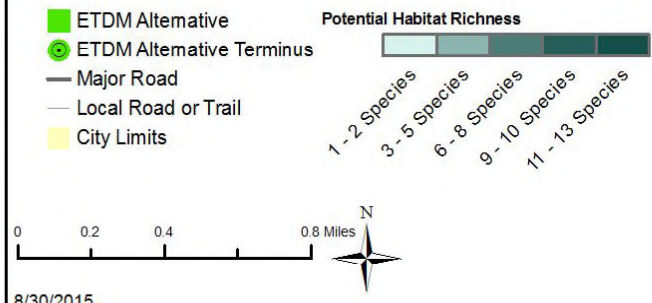 ETDM Alternative
ETDM Alternative Terminus
Major Road
Local Road or Trail
City Limits
Potential Habitat Richness
1 - 2 Species
3 - 5 Species
6 - 8 Species
9 - 10 Species
11 - 13 Species
0 0.2 0.4 0.8 Miles
N
8/30/2015